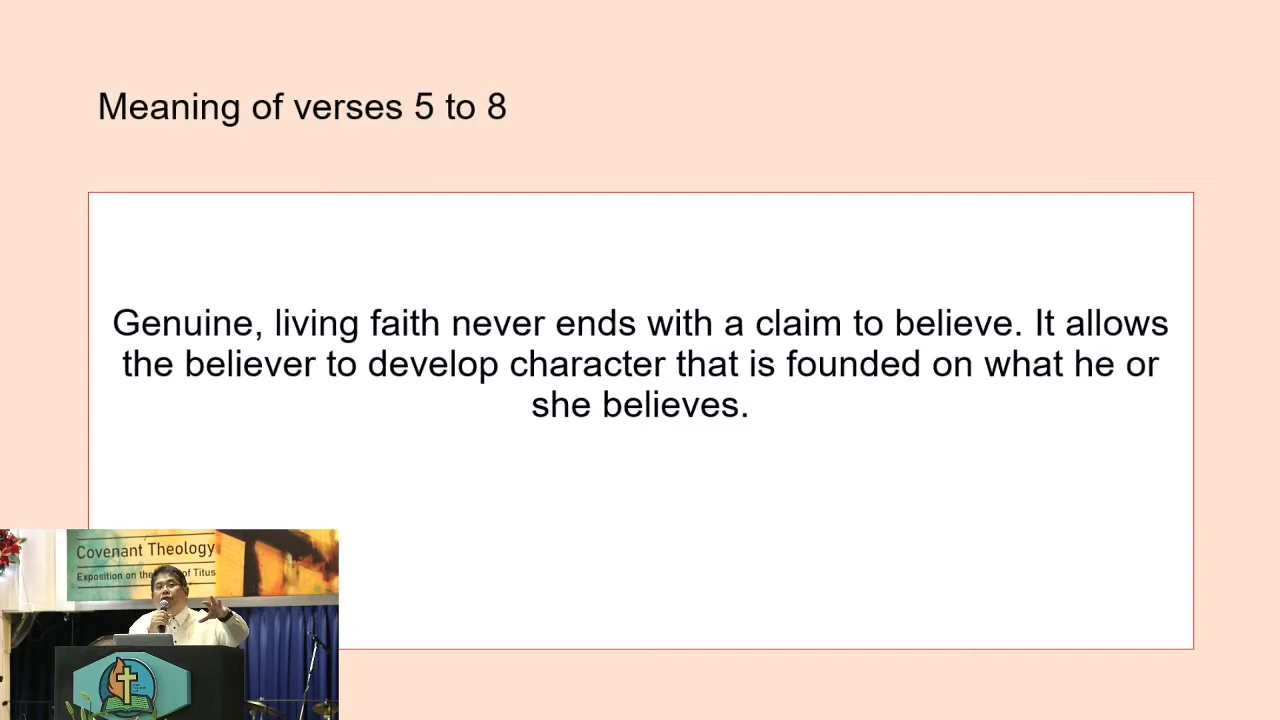 Meaning of verses 5 to 8
Genuine, living faith never ends with a claim to believe. It allows
the believer to develop character that is founded on what he or
she believes.
Covenant Theology
Exposition on the of Titus